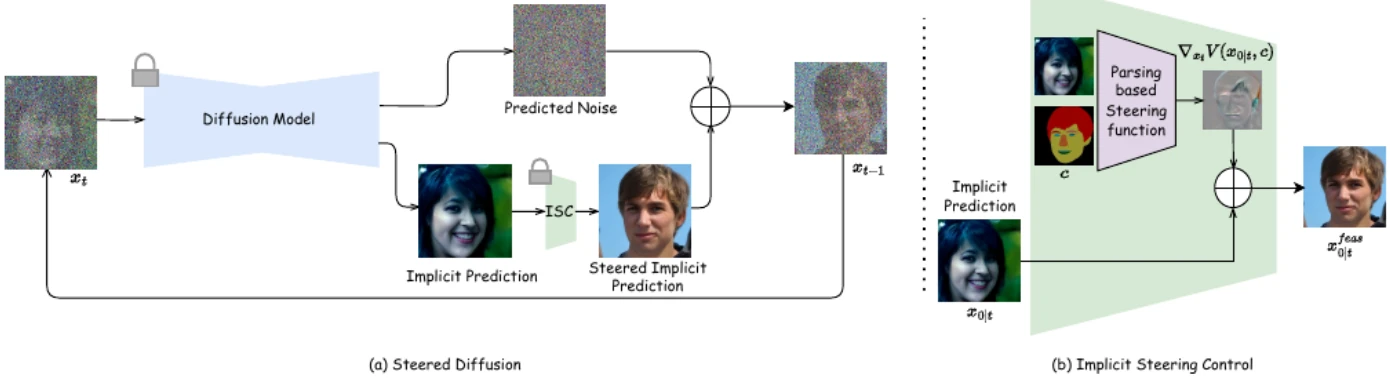 Diffusion Model
Predicted Noise
x_t
x_{t-1}
ISC
Implicit Prediction
Steered Implicit
Prediction
(a) Steered Diffusion
Parsing
based
Steering
function
∇_{x_t} V(x_{0|t}, c)
c
Implicit
Prediction
x_{0|t}
x_{0|t}^{feas}
(b) Implicit Steering Control